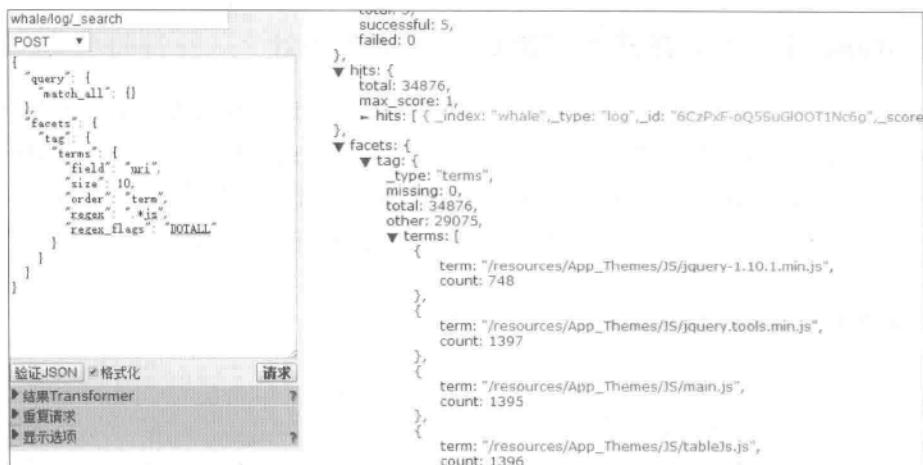 whale/log/_search
POST ▼
{
"query": {
"match_all": {}
},
"facets": {
"tag": {
"terms": {
"field": "uri",
"size": 10,
"order": "term",
"regex": ".*js",
"regex_flags": "DOTALL"
}
}
}
}
验证JSON 格式化 请求
结果Transformer ?
重复请求
显示选项 ?
total: 5,
successful: 5,
failed: 0
},
▼ hits: {
total: 34876,
max_score: 1,
hits: [ { _index: "whale",_type: "log",_id: "6CzPxF-oQ5SuGl0OT1Nc6g",_score
},
▼ facets: {
▼ tag: {
_type: "terms",
missing: 0,
total: 34876,
other: 29075,
▼ terms: [
{
term: "/resources/App_Themes/JS/jquery-1.10.1.min.js",
count: 748
},
{
term: "/resources/App_Themes/JS/jquery.tools.min.js",
count: 1397
},
{
term: "/resources/App_Themes/JS/main.js",
count: 1395
},
{
term: "/resources/App_Themes/JS/tableJs.js",
count: 1396